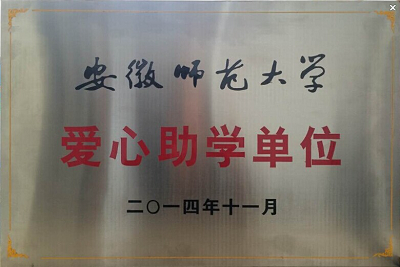 安徽师范大学
爱心助学单位
二〇一四年十一月